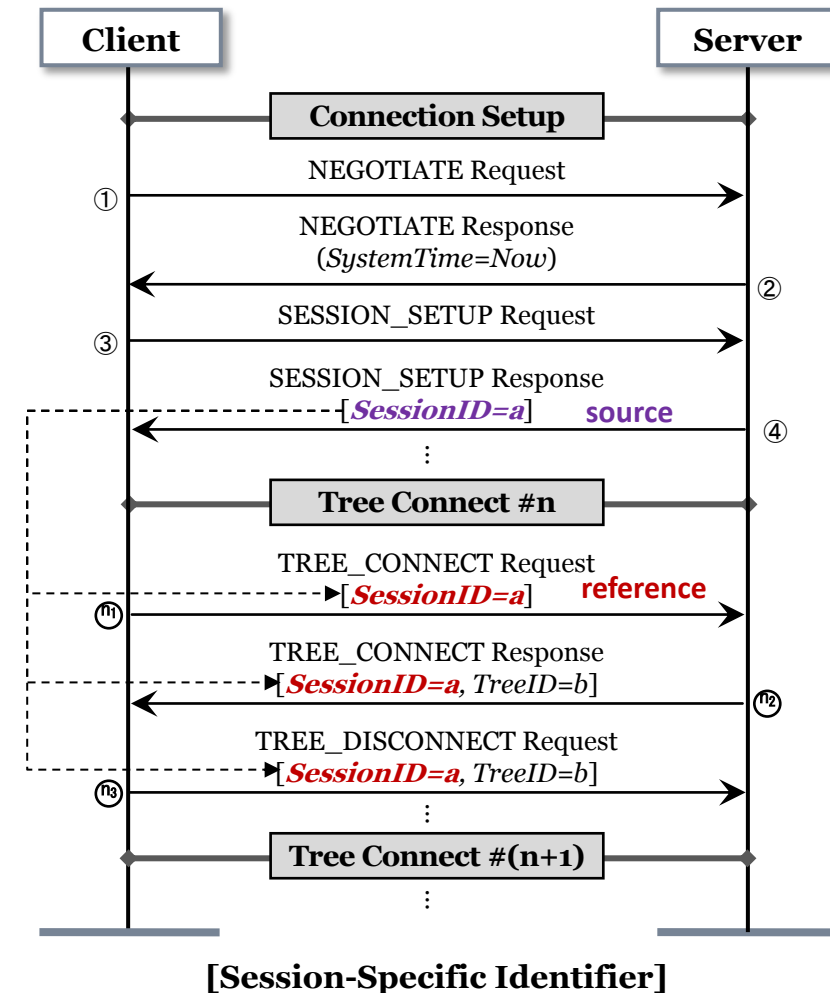 Client
Server
Connection Setup
NEGOTIATE Request
①
NEGOTIATE Response
(SystemTime=Now)
②
SESSION_SETUP Request
③
SESSION_SETUP Response
[SessionID=a] source
④
⋮
Tree Connect #n
TREE_CONNECT Request
[SessionID=a] reference
n₁
TREE_CONNECT Response
[SessionID=a, TreeID=b]
n₂
TREE_DISCONNECT Request
[SessionID=a, TreeID=b]
n₃
⋮
Tree Connect #(n+1)
⋮
[Session-Specific Identifier]